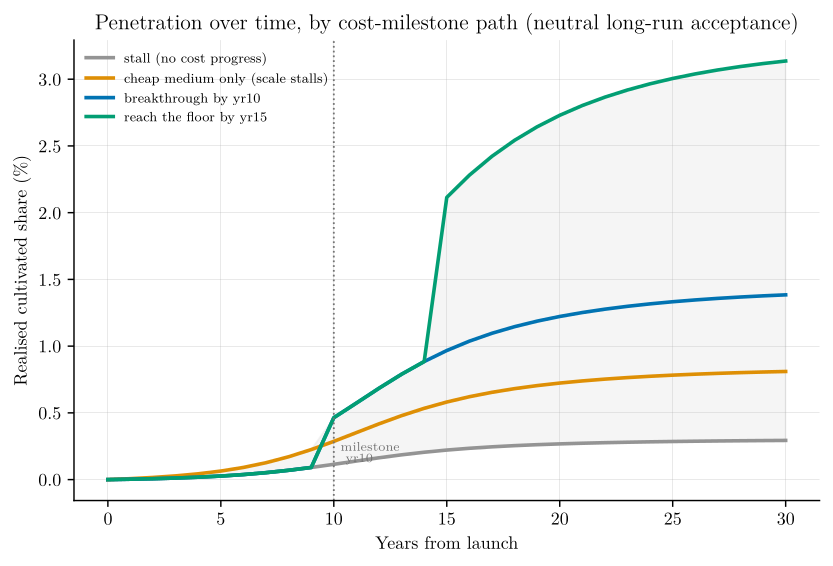 Penetration over time, by cost-milestone path (neutral long-run acceptance)
stall (no cost progress)
cheap medium only (scale stalls)
breakthrough by yr10
reach the floor by yr15
Realised cultivated share (%)
3.0
2.5
2.0
1.5
1.0
0.5
0.0
milestone
yr10
0 5 10 15 20 25 30
Years from launch